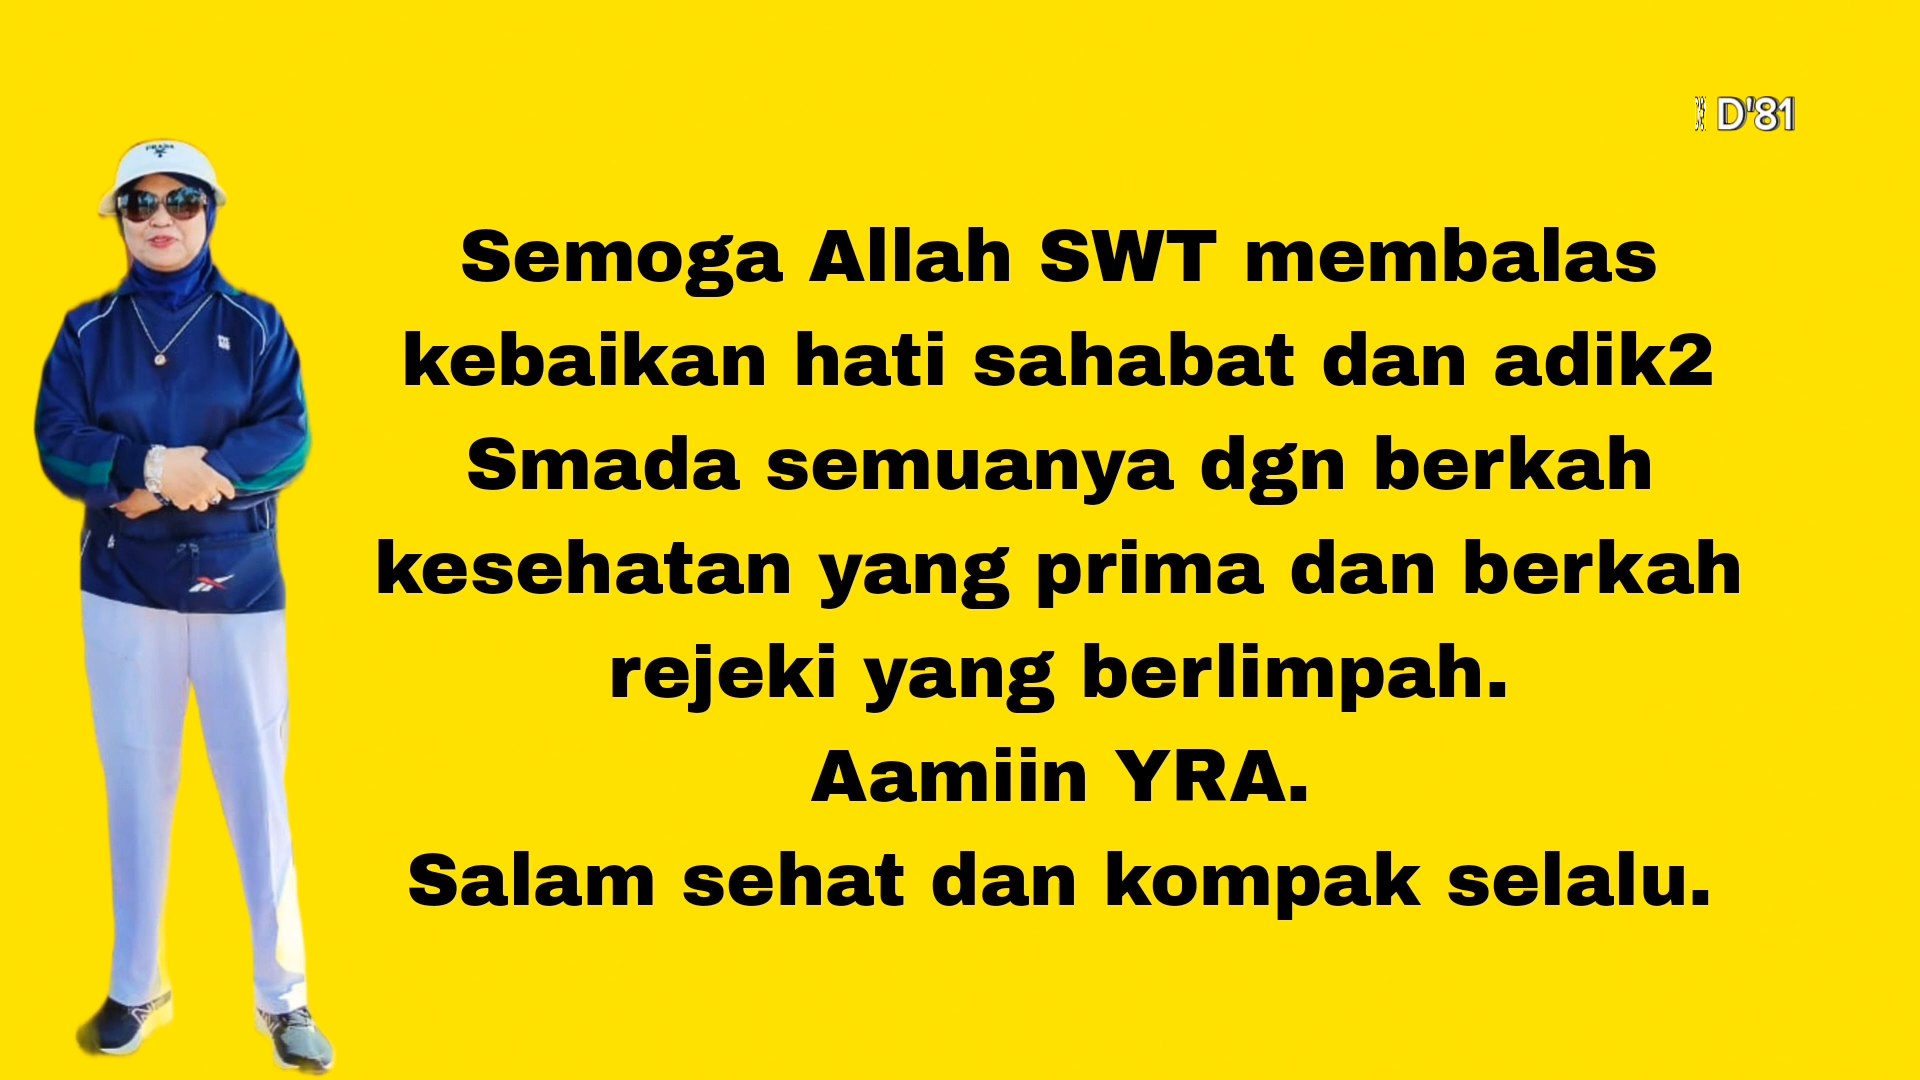 D'81
PRADA
Semoga Allah SWT membalas
kebaikan hati sahabat dan adik2
Smada semuanya dgn berkah
kesehatan yang prima dan berkah
rejeki yang berlimpah.
Aamiin YRA.
Salam sehat dan kompak selalu.